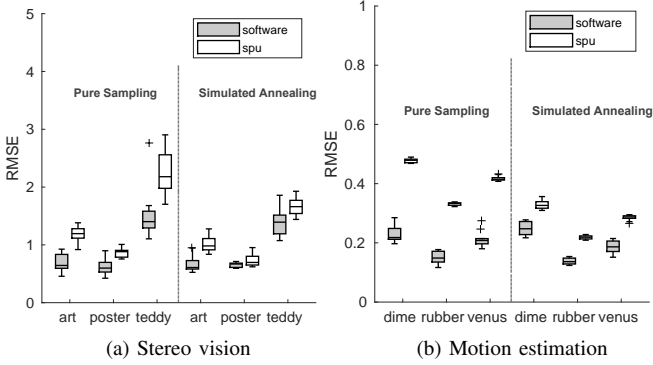 software
spu
Pure Sampling
Simulated Annealing
RMSE
5
4
3
2
1
0
art poster teddy art poster teddy
(a) Stereo vision
software
spu
Pure Sampling
Simulated Annealing
RMSE
1
0.8
0.6
0.4
0.2
0
dime rubber venus dime rubber venus
(b) Motion estimation